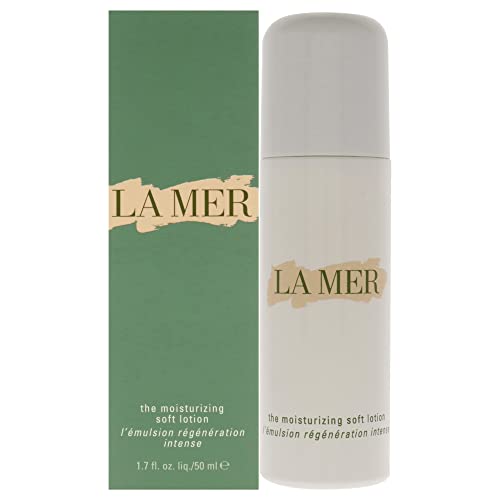 LA MER
the moisturizing
soft lotion
l'émulsion régénération
intense
1.7 fl. oz. liq./50 ml ℮
LA MER
the moisturizing soft lotion
l'émulsion régénération intense